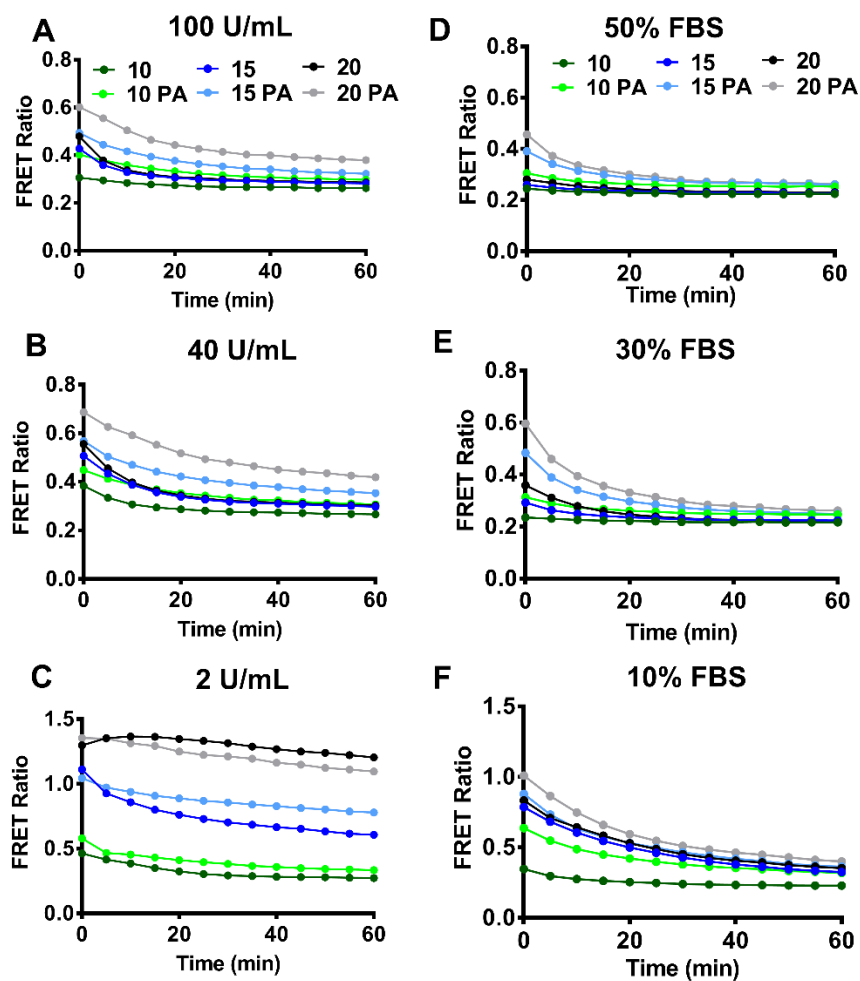 A
100 U/mL
10
15
20
10 PA
15 PA
20 PA
FRET Ratio
0.8
0.6
0.4
0.2
0.0
0 20 40 60
Time (min)
D
50% FBS
10
15
20
10 PA
15 PA
20 PA
FRET Ratio
0.8
0.6
0.4
0.2
0.0
0 20 40 60
Time (min)
B
40 U/mL
FRET Ratio
0.8
0.6
0.4
0.2
0.0
0 20 40 60
Time (min)
E
30% FBS
FRET Ratio
0.8
0.6
0.4
0.2
0.0
0 20 40 60
Time (min)
C
2 U/mL
FRET Ratio
1.5
1.0
0.5
0.0
0 20 40 60
Time (min)
F
10% FBS
FRET Ratio
1.5
1.0
0.5
0.0
0 20 40 60
Time (min)